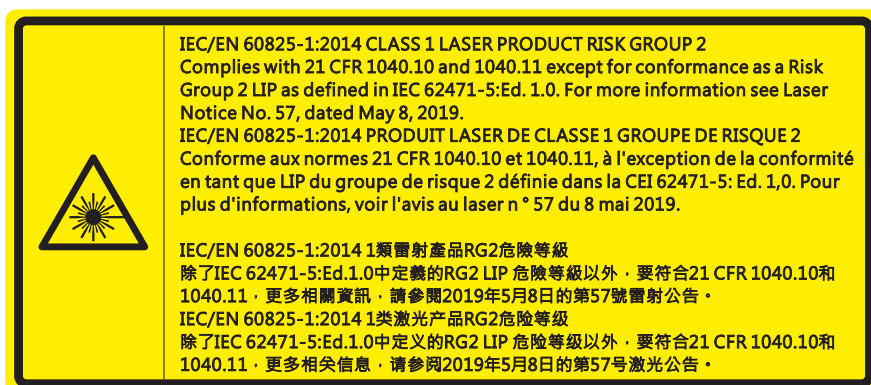 IEC/EN 60825-1:2014 CLASS 1 LASER PRODUCT RISK GROUP 2
Complies with 21 CFR 1040.10 and 1040.11 except for conformance as a Risk
Group 2 LIP as defined in IEC 62471-5:Ed. 1.0. For more information see Laser
Notice No. 57, dated May 8, 2019.
IEC/EN 60825-1:2014 PRODUIT LASER DE CLASSE 1 GROUPE DE RISQUE 2
Conforme aux normes 21 CFR 1040.10 et 1040.11, à l'exception de la conformité
en tant que LIP du groupe de risque 2 définie dans la CEI 62471-5: Ed. 1,0. Pour
plus d'informations, voir l'avis au laser n ° 57 du 8 mai 2019.
IEC/EN 60825-1:2014 1類雷射產品RG2危險等級
除了IEC 62471-5:Ed.1.0中定義的RG2 LIP 危險等級以外，要符合21 CFR 1040.10和
1040.11，更多相關資訊，請參閱2019年5月8日的第57號雷射公告。
IEC/EN 60825-1:2014 1类激光产品RG2危险等级
除了IEC 62471-5:Ed.1.0中定义的RG2 LIP 危险等级以外，要符合21 CFR 1040.10和
1040.11，更多相关信息，请参阅2019年5月8日的第57号激光公告。